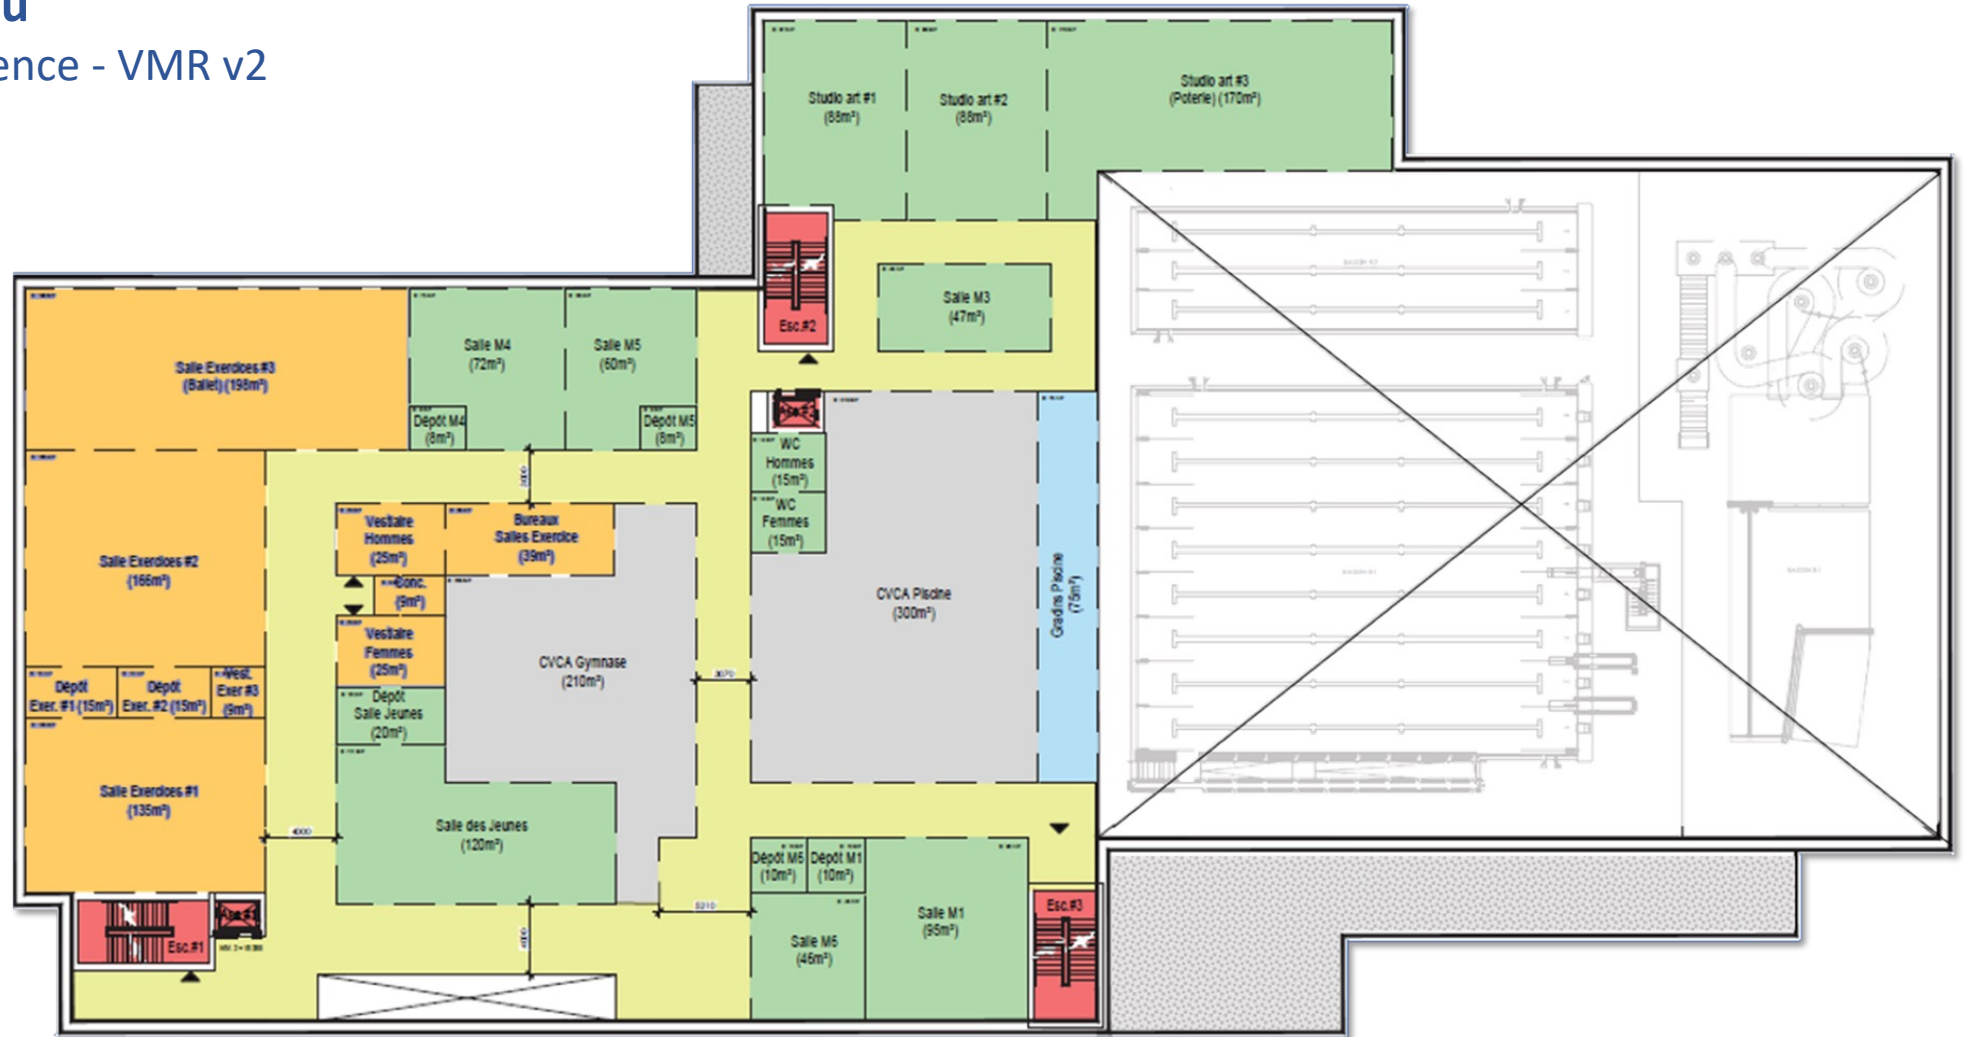 u
ence - VMR v2
Studio art #1
(88m²)
Studio art #2
(88m²)
Studio art #3
(Poterie) (170m²)
Esc.#2
Salle M3
(47m²)
Salle Exercices #3
(Ballet) (198m²)
Salle M4
(72m²)
Salle M5
(60m²)
Dépôt M4
(8m²)
Dépôt M5
(8m²)
WC
Hommes
(15m²)
WC
Femmes
(15m²)
Vestiaire
Hommes
(25m²)
Bureaux
Salles Exercice
(39m²)
Conc.
(9m²)
Vestiaire
Femmes
(25m²)
Salle Exercices #2
(166m²)
CVCA Piscine
(300m²)
Gradins Piscine
(75m²)
CVCA Gymnase
(210m²)
Dépôt
Exer. #1 (15m²)
Dépôt
Exer. #2 (15m²)
Vest.
Exer #3
(9m²)
Dépôt
Salle Jeunes
(20m²)
3070
Salle Exercices #1
(135m²)
4000
Salle des Jeunes
(120m²)
Dépôt M6
(10m²)
Dépôt M1
(10m²)
5210
Salle M1
(95m²)
Salle M6
(46m²)
Esc.#3
Esc.#1